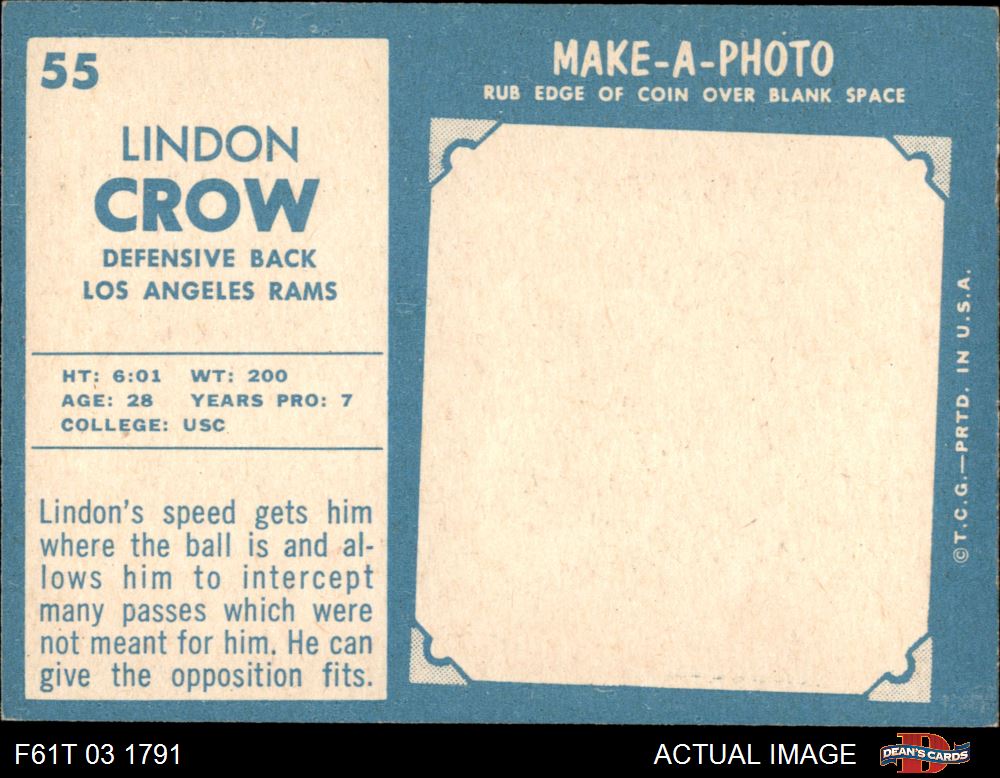 55
LINDON
CROW
DEFENSIVE BACK
LOS ANGELES RAMS
HT: 6:01 WT: 200
AGE: 28 YEARS PRO: 7
COLLEGE: USC
Lindon's speed gets him
where the ball is and al-
lows him to intercept
many passes which were
not meant for him. He can
give the opposition fits.
MAKE-A-PHOTO
RUB EDGE OF COIN OVER BLANK SPACE
©T.C.G.—PRTD. IN U.S.A.
F61T 03 1791
ACTUAL IMAGE
D
DEAN'S CARDS